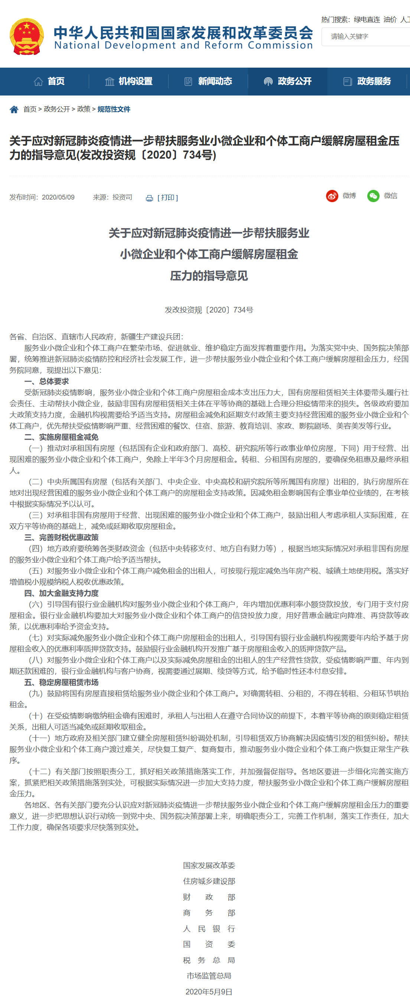 热门搜索：绿电直连 油价 人工
中华人民共和国国家发展和改革委员会
National Development and Reform Commission
请输入关键字
首页 机构设置 新闻动态 政务公开 政务服务
首页 > 政务公开 > 政策 > 规范性文件
关于应对新冠肺炎疫情进一步帮扶服务业小微企业和个体工商户缓解房屋租金压
力的指导意见(发改投资规〔2020〕734号)
发布时间：2020/05/09 来源：投资司 [ 打印 ] 微博 微信
关于应对新冠肺炎疫情进一步帮扶服务业
小微企业和个体工商户缓解房屋租金
压力的指导意见
发改投资规〔2020〕734号
各省、自治区、直辖市人民政府，新疆生产建设兵团：
服务业小微企业和个体工商户在繁荣市场、促进就业、维护稳定方面发挥着重要作用。为落实党中央、国务院决策部
署，统筹推进新冠肺炎疫情防控和经济社会发展工作，进一步帮扶服务业小微企业和个体工商户缓解房屋租金压力，经国
务院同意，现提出以下意见：
一、总体要求
受新冠肺炎疫情影响，服务业小微企业和个体工商户房屋租金成本支出压力大，国有房屋租赁相关主体要带头履行社
会责任、主动帮扶小微企业，鼓励非国有房屋租赁相关主体在平等协商的基础上合理分担疫情带来的损失。各级政府要加
大政策支持力度，金融机构视需要给予适当支持。房屋租金减免和延期支付政策主要支持经营困难的服务业小微企业和个
体工商户，优先帮扶受疫情影响严重、经营困难的餐饮、住宿、旅游、教育培训、家政、影院剧场、美容美发等行业。
二、实施房屋租金减免
（一）推动对承租国有房屋（包括国有企业和政府部门、高校、研究院所等行政事业单位房屋，下同）用于经营、出
现困难的服务业小微企业和个体工商户，免除上半年3个月房屋租金。转租、分租国有房屋的，要确保免租惠及最终承租
人。
（二）中央所属国有房屋（包括有关部门、中央企业、中央高校和研究院所等所属国有房屋）出租的，执行房屋所在
地对出现经营困难的服务业小微企业和个体工商户的房屋租金支持政策。因减免租金影响国有企事业单位业绩的，在考核
中根据实际情况予以认可。
（三）对承租非国有房屋用于经营、出现困难的服务业小微企业和个体工商户，鼓励出租人考虑承租人实际困难，在
双方平等协商的基础上，减免或延期收取房屋租金。
三、完善财税优惠政策
（四）地方政府要统筹各类财政资金（包括中央转移支付、地方自有财力等），根据当地实际情况对承租非国有房屋
的服务业小微企业和个体工商户给予适当帮扶。
（五）对服务业小微企业和个体工商户减免租金的出租人，可按现行规定减免当年房产税、城镇土地使用税。落实好
增值税小规模纳税人税收优惠政策。
四、加大金融支持力度
（六）引导国有银行业金融机构对服务业小微企业和个体工商户，年内增加优惠利率小额贷款投放，专门用于支付房
屋租金。银行业金融机构要加大对服务业小微企业和个体工商户的信贷投放力度，用好普惠金融定向降准、再贷款等政
策，以优惠利率给予资金支持。
（七）对实际减免服务业小微企业和个体工商户房屋租金的出租人，引导国有银行业金融机构视需要年内给予基于房
屋租金收入的优惠利率质押贷款支持。鼓励银行业金融机构开发推广基于房屋租金收入的质押贷款产品。
（八）对服务业小微企业和个体工商户以及实际减免房屋租金的出租人的生产经营性贷款，受疫情影响严重、年内到
期还款困难的，银行业金融机构与客户协商，视需要通过展期、续贷等方式，给予临时性还本付息安排。
五、稳定房屋租赁市场
（九）鼓励将国有房屋直接租赁给服务业小微企业和个体工商户。对确需转租、分租的，不得在转租、分租环节哄抬
租金。
（十）在受疫情影响缴纳租金确有困难时，承租人与出租人在遵守合同协议的前提下，本着平等协商的原则稳定租赁
关系，出租人可适当减免或延期收取租金。
（十一）地方政府及相关部门建立健全房屋租赁纠纷调处机制，引导租赁双方协商解决因疫情引发的租赁纠纷。帮扶
服务业小微企业和个体工商户渡过难关，尽快复工复产、复商复市，推动服务业小微企业和个体工商户恢复正常生产秩
序。
（十二）有关部门按照职责分工，抓好相关政策措施落实工作，并加强督促指导。各地区要进一步细化完善实施方
案，抓紧把相关政策措施落到实处，可根据实际情况进一步加大支持力度，帮扶服务业小微企业和个体工商户缓解房屋租
金压力。
各地区、各有关部门要充分认识应对新冠肺炎疫情进一步帮扶服务业小微企业和个体工商户缓解房屋租金压力的重要
意义，进一步把思想认识行动统一到党中央、国务院决策部署上来，明确职责分工，完善工作机制，落实工作责任，加大
工作力度，确保各项要求尽快落到实处。
国家发展改革委
住房城乡建设部
财 政 部
商 务 部
人 民 银 行
国 资 委
税 务 总 局
市场监管总局
2020年5月9日